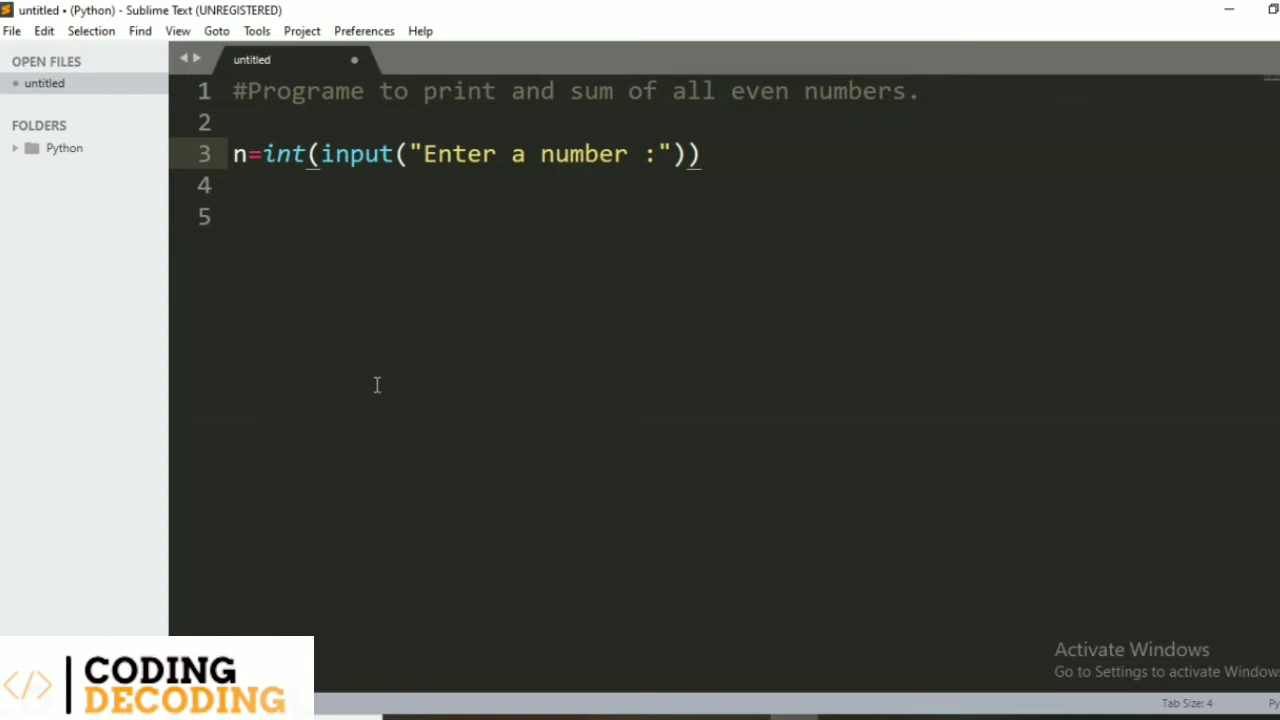 untitled • (Python) - Sublime Text (UNREGISTERED)
File Edit Selection Find View Goto Tools Project Preferences Help
OPEN FILES
untitled
FOLDERS
Python
untitled
1 #Programe to print and sum of all even numbers.
2
3 n=int(input("Enter a number :"))
4
5
Activate Windows
Go to Settings to activate Windows
</> | CODING
DECODING
Tab Size: 4